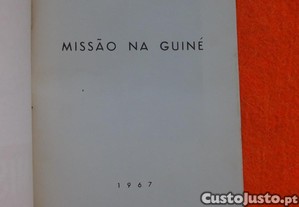 MISSÃO NA GUINÉ
1967
CustoJusto.pt